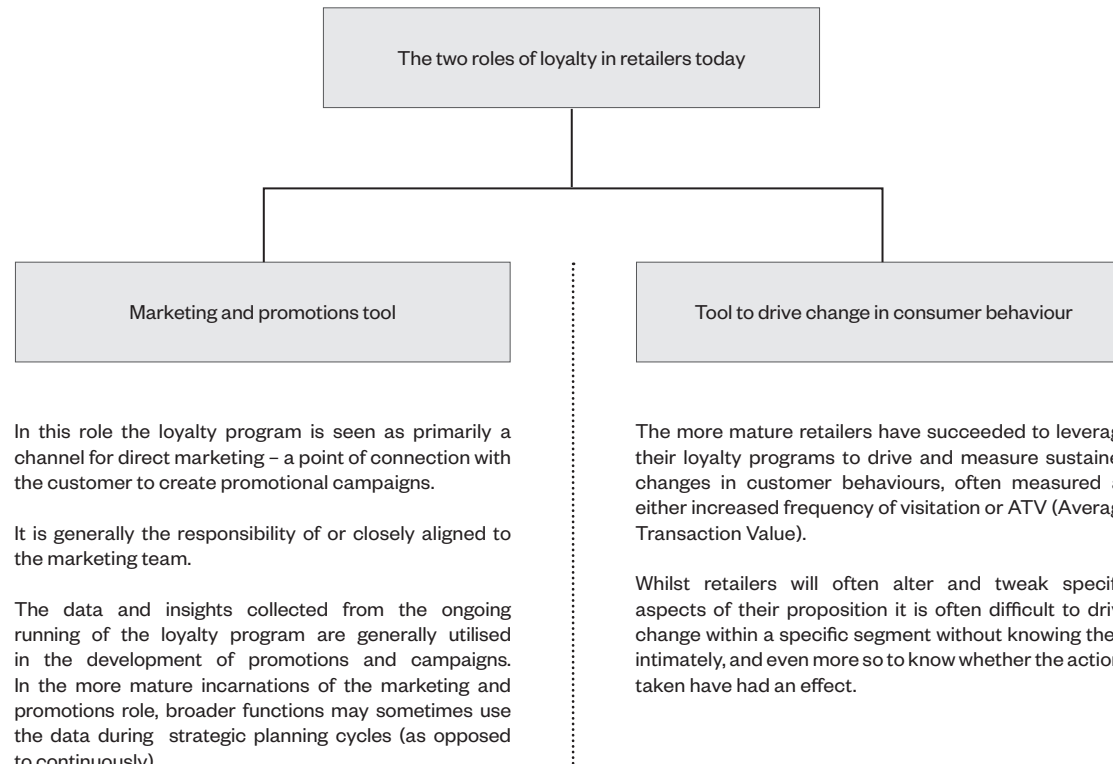 The two roles of loyalty in retailers today
Marketing and promotions tool
In this role the loyalty program is seen as primarily a
channel for direct marketing – a point of connection with
the customer to create promotional campaigns.
It is generally the responsibility of or closely aligned to
the marketing team.
The data and insights collected from the ongoing
running of the loyalty program are generally utilised
in the development of promotions and campaigns.
In the more mature incarnations of the marketing and
promotions role, broader functions may sometimes use
the data during strategic planning cycles (as opposed
to continuously)
Tool to drive change in consumer behaviour
The more mature retailers have succeeded to
their loyalty programs to drive and measure
changes in customer behaviours, often measured
either increased frequency of visitation or ATV
Transaction Value).
Whilst retailers will often alter and tweak
aspects of their proposition it is often difficult to
change within a specific segment without knowing
intimately, and even more so to know whether the
taken have had an effect.